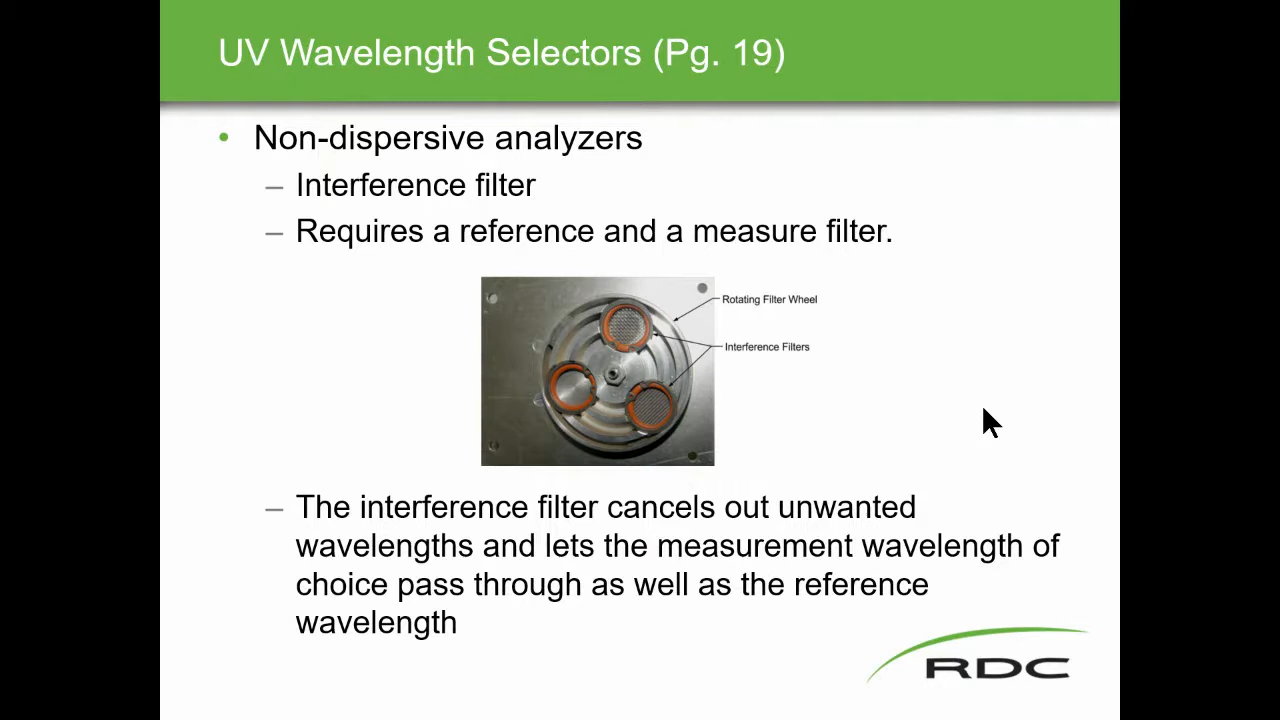 UV Wavelength Selectors (Pg. 19)
• Non-dispersive analyzers
– Interference filter
– Requires a reference and a measure filter.
Rotating Filter Wheel
Interference Filters
– The interference filter cancels out unwanted
wavelengths and lets the measurement wavelength of
choice pass through as well as the reference
wavelength
RDC